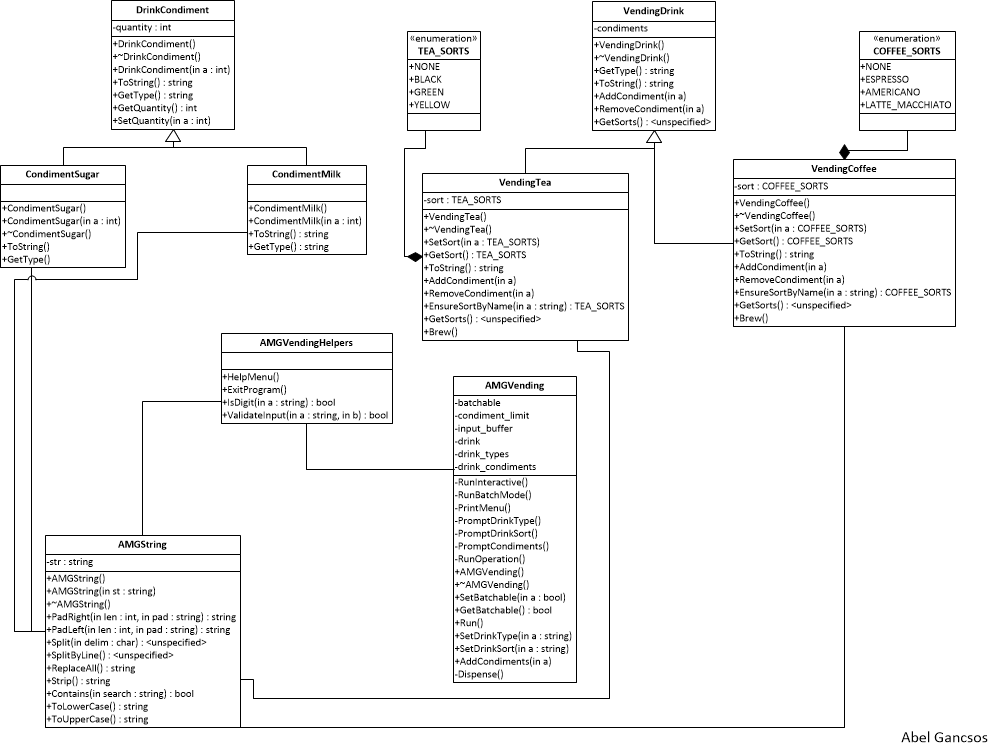 DrinkCondiment
-quantity : int
+DrinkCondiment()
+~DrinkCondiment()
+DrinkCondiment(in a : int)
+ToString() : string
+GetType() : string
+GetQuantity() : int
+SetQuantity(in a : int)
«enumeration»
TEA_SORTS
+NONE
+BLACK
+GREEN
+YELLOW
VendingDrink
-condiments
+VendingDrink()
+~VendingDrink()
+GetType() : string
+ToString() : string
+AddCondiment(in a)
+RemoveCondiment(in a)
+GetSorts() : <unspecified>
«enumeration»
COFFEE_SORTS
+NONE
+ESPRESSO
+AMERICANO
+LATTE_MACCHIATO
CondimentSugar
+CondimentSugar()
+CondimentSugar(in a : int)
+~CondimentSugar()
+ToString()
+GetType()
CondimentMilk
+CondimentMilk()
+CondimentMilk(in a : int)
+ToString() : string
+GetType() : string
VendingTea
-sort : TEA_SORTS
+VendingTea()
+~VendingTea()
+SetSort(in a : TEA_SORTS)
+GetSort() : TEA_SORTS
+ToString() : string
+AddCondiment(in a)
+RemoveCondiment(in a)
+EnsureSortByName(in a : string) : TEA_SORTS
+GetSorts() : <unspecified>
+Brew()
VendingCoffee
-sort : COFFEE_SORTS
+VendingCoffee()
+~VendingCoffee()
+SetSort(in a : COFFEE_SORTS)
+GetSort() : COFFEE_SORTS
+ToString() : string
+AddCondiment(in a)
+RemoveCondiment(in a)
+EnsureSortByName(in a : string) : COFFEE_SORTS
+GetSorts() : <unspecified>
+Brew()
AMGVendingHelpers
+HelpMenu()
+ExitProgram()
+IsDigit(in a : string) : bool
+ValidateInput(in a : string, in b) : bool
AMGVending
-batchable
-condiment_limit
-input_buffer
-drink
-drink_types
-drink_condiments
-RunInteractive()
-RunBatchMode()
-PrintMenu()
-PromptDrinkType()
-PromptDrinkSort()
-PromptCondiments()
-RunOperation()
+AMGVending()
+~AMGVending()
+SetBatchable(in a : bool)
+GetBatchable() : bool
+Run()
+SetDrinkType(in a : string)
+SetDrinkSort(in a : string)
+AddCondiments(in a)
-Dispense()
AMGString
-str : string
+AMGString()
+AMGString(in st : string)
+~AMGString()
+PadRight(in len : int, in pad : string) : string
+PadLeft(in len : int, in pad : string) : string
+Split(in delim : char) : <unspecified>
+SplitByLine() : <unspecified>
+ReplaceAll() : string
+Strip() : string
+Contains(in search : string) : bool
+ToLowerCase() : string
+ToUpperCase() : string
Abel Gancsos